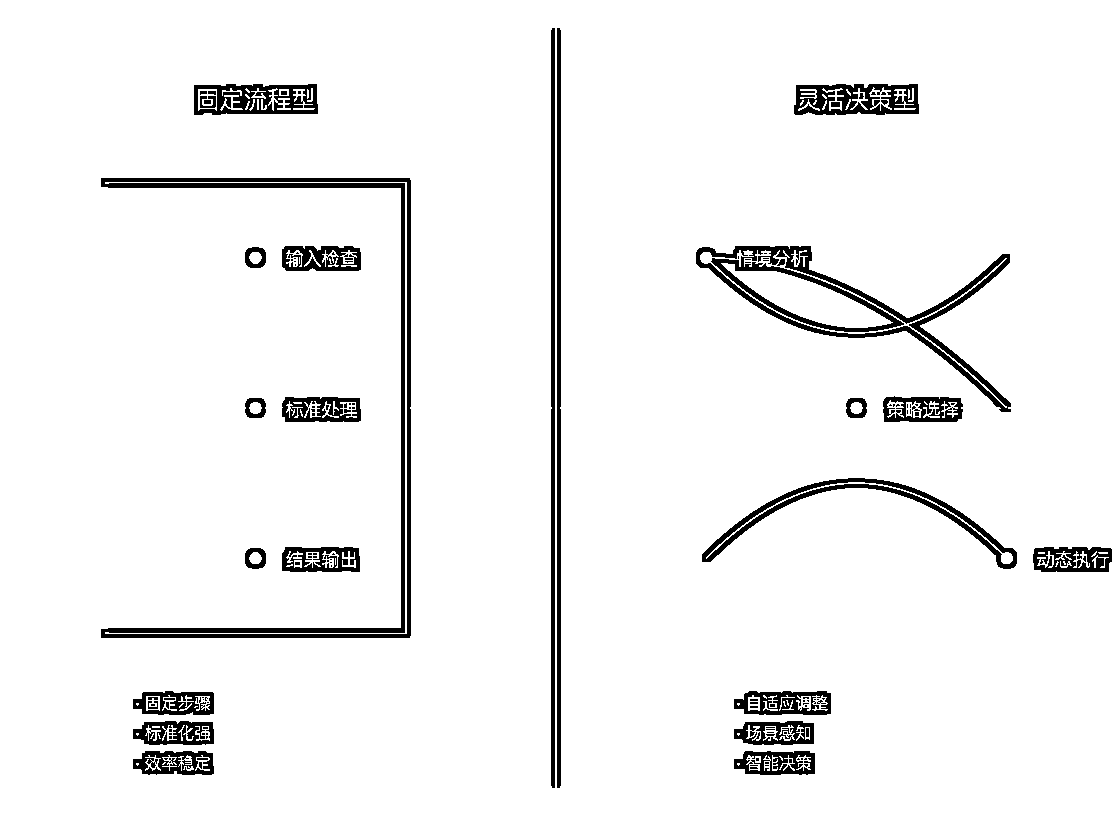 固定流程型
输入检查
标准处理
结果输出
·固定步骤
·标准化强
·效率稳定
灵活决策型
情境分析
策略选择
动态执行
·自适应调整
·场景感知
·智能决策